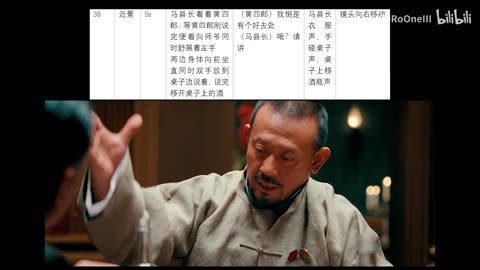 38
近景
5s
马县长看着黄四
郎，等黄四郎刚说
完便看向师爷同
时舒展着左手
再边身体向前坐
直同时双手放到
桌子边说着，说完
移开桌子上的酒
（黄四郎）我倒是
有个好去处
（马县长）哦？请
讲
马县长
衣服
声，手
碰桌子
声，桌
子上移
酒瓶声
镜头向右移动
RoOneIII
bilibili